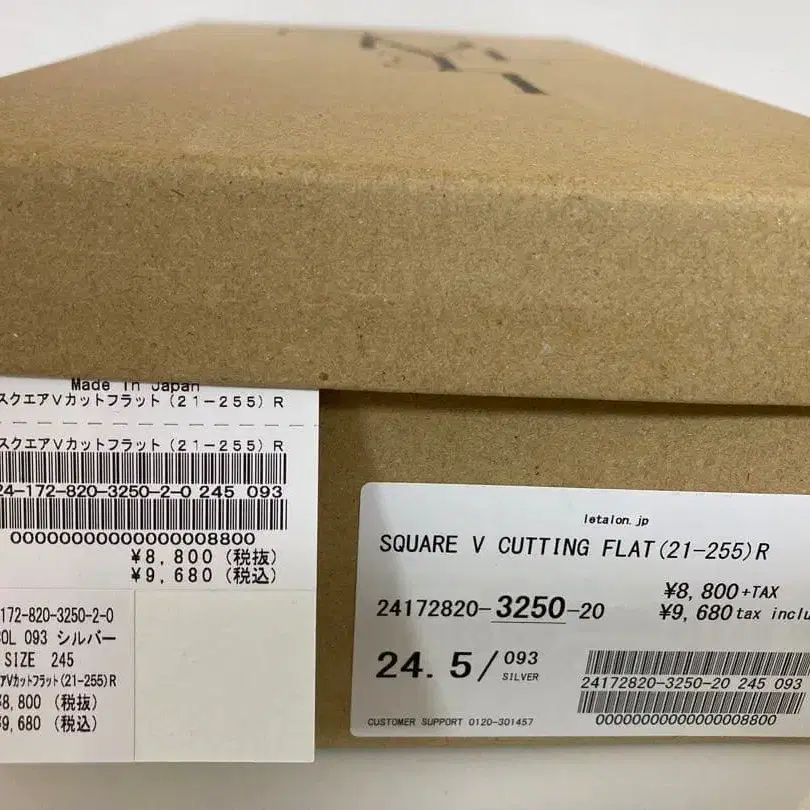 Made in Japan
スクエアVカットフラット(21-255)R
スクエアVカットフラット(21-255)R
24-172-820-3250-2-0 245 093
00000000000000008800
¥8,800(税抜)
¥9,680(税込)
172-820-3250-2-0
COL 093 シルバー
SIZE 245
アVカットフラット(21-255)R
¥8,800 (税抜)
¥9,680 (税込)
letalon.jp
SQUARE V CUTTING FLAT(21-255)R
24172820-3250-20
¥8,800+TAX
¥9,680 tax inclu
24.5/093
SILVER
24172820-3250-20 245 093
00000000000000008800
CUSTOMER SUPPORT 0120-301457